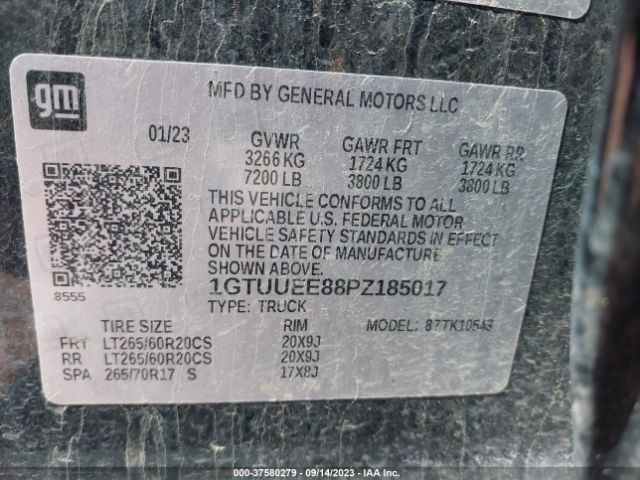 gm
MFD BY GENERAL MOTORS LLC
01/23 GVWR GAWR FRT GAWR RR
3266 KG 1724 KG 1724 KG
7200 LB 3800 LB 3800 LB
THIS VEHICLE CONFORMS TO ALL
APPLICABLE U.S. FEDERAL MOTOR
VEHICLE SAFETY STANDARDS IN EFFECT
ON THE DATE OF MANUFACTURE
SHOWN ABOVE.
8555 1GTUUEE88PZ185017
TYPE: TRUCK
TIRE SIZE RIM MODEL: 87TK10543
FRT LT265/60R20CS 20X9J
RR LT265/60R20CS 20X9J
SPA 265/70R17 S 17X8J
000-37580279 - 09/14/2023 - IAA Inc.